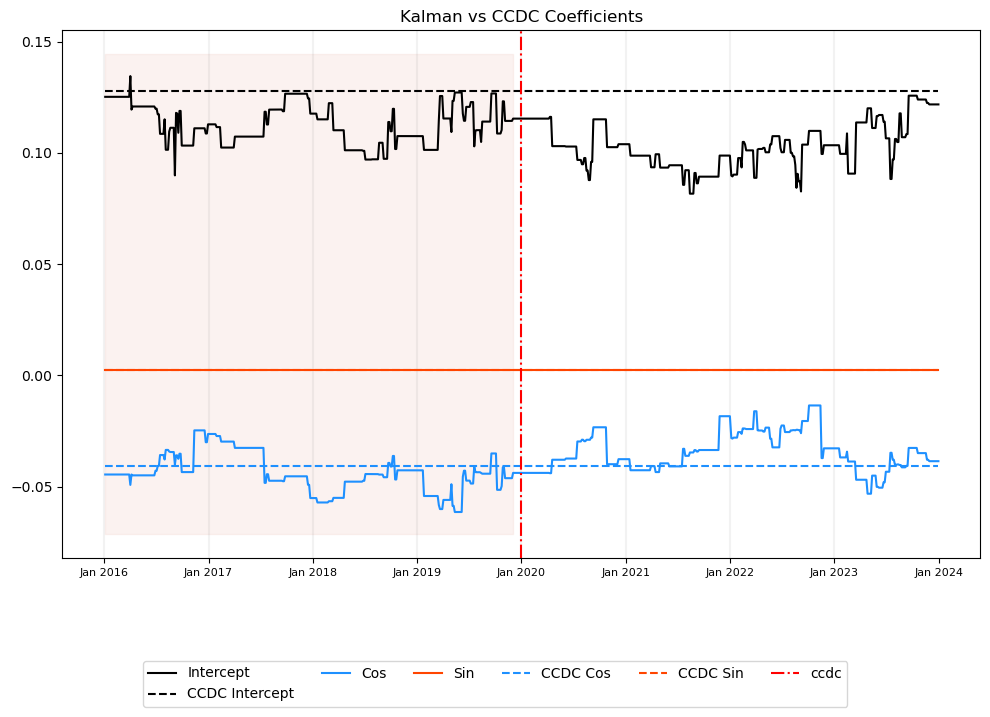 Kalman vs CCDC Coefficients
0.15
0.10
0.05
0.00
−0.05
Jan 2016 Jan 2017 Jan 2018 Jan 2019 Jan 2020 Jan 2021 Jan 2022 Jan 2023 Jan 2024
Intercept Cos Sin CCDC Cos CCDC Sin ccdc
CCDC Intercept